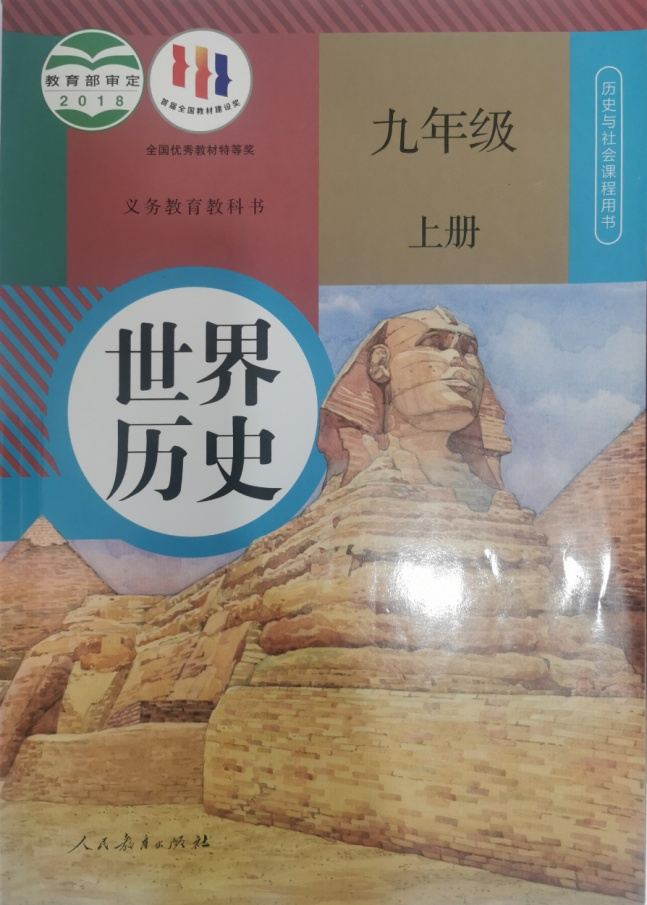 教育部审定
2018
首届全国教材建设奖
全国优秀教材特等奖
义务教育教科书
九年级
上册
历史与社会课程用书
世界
历史
人民教育出版社